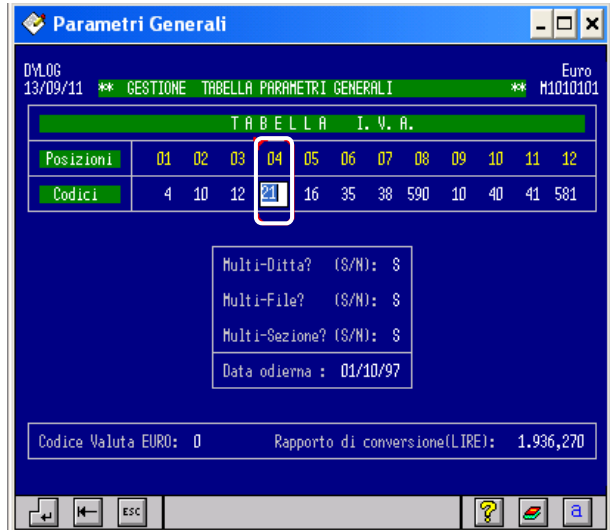 Parametri Generali
DYLOG Euro
13/09/11 ** GESTIONE TABELLA PARAMETRI GENERALI ** M1010101
T A B E L L A I. V. A.
Posizioni 01 02 03 04 05 06 07 08 09 10 11 12
Codici 4 10 12 21 16 35 38 590 10 40 41 581
Multi-Ditta? (S/N): S
Multi-File? (S/N): S
Multi-Sezione? (S/N): S
Data odierna : 01/10/97
Codice Valuta EURO: 0 Rapporto di conversione(LIRE): 1.936,270
ESC ? a